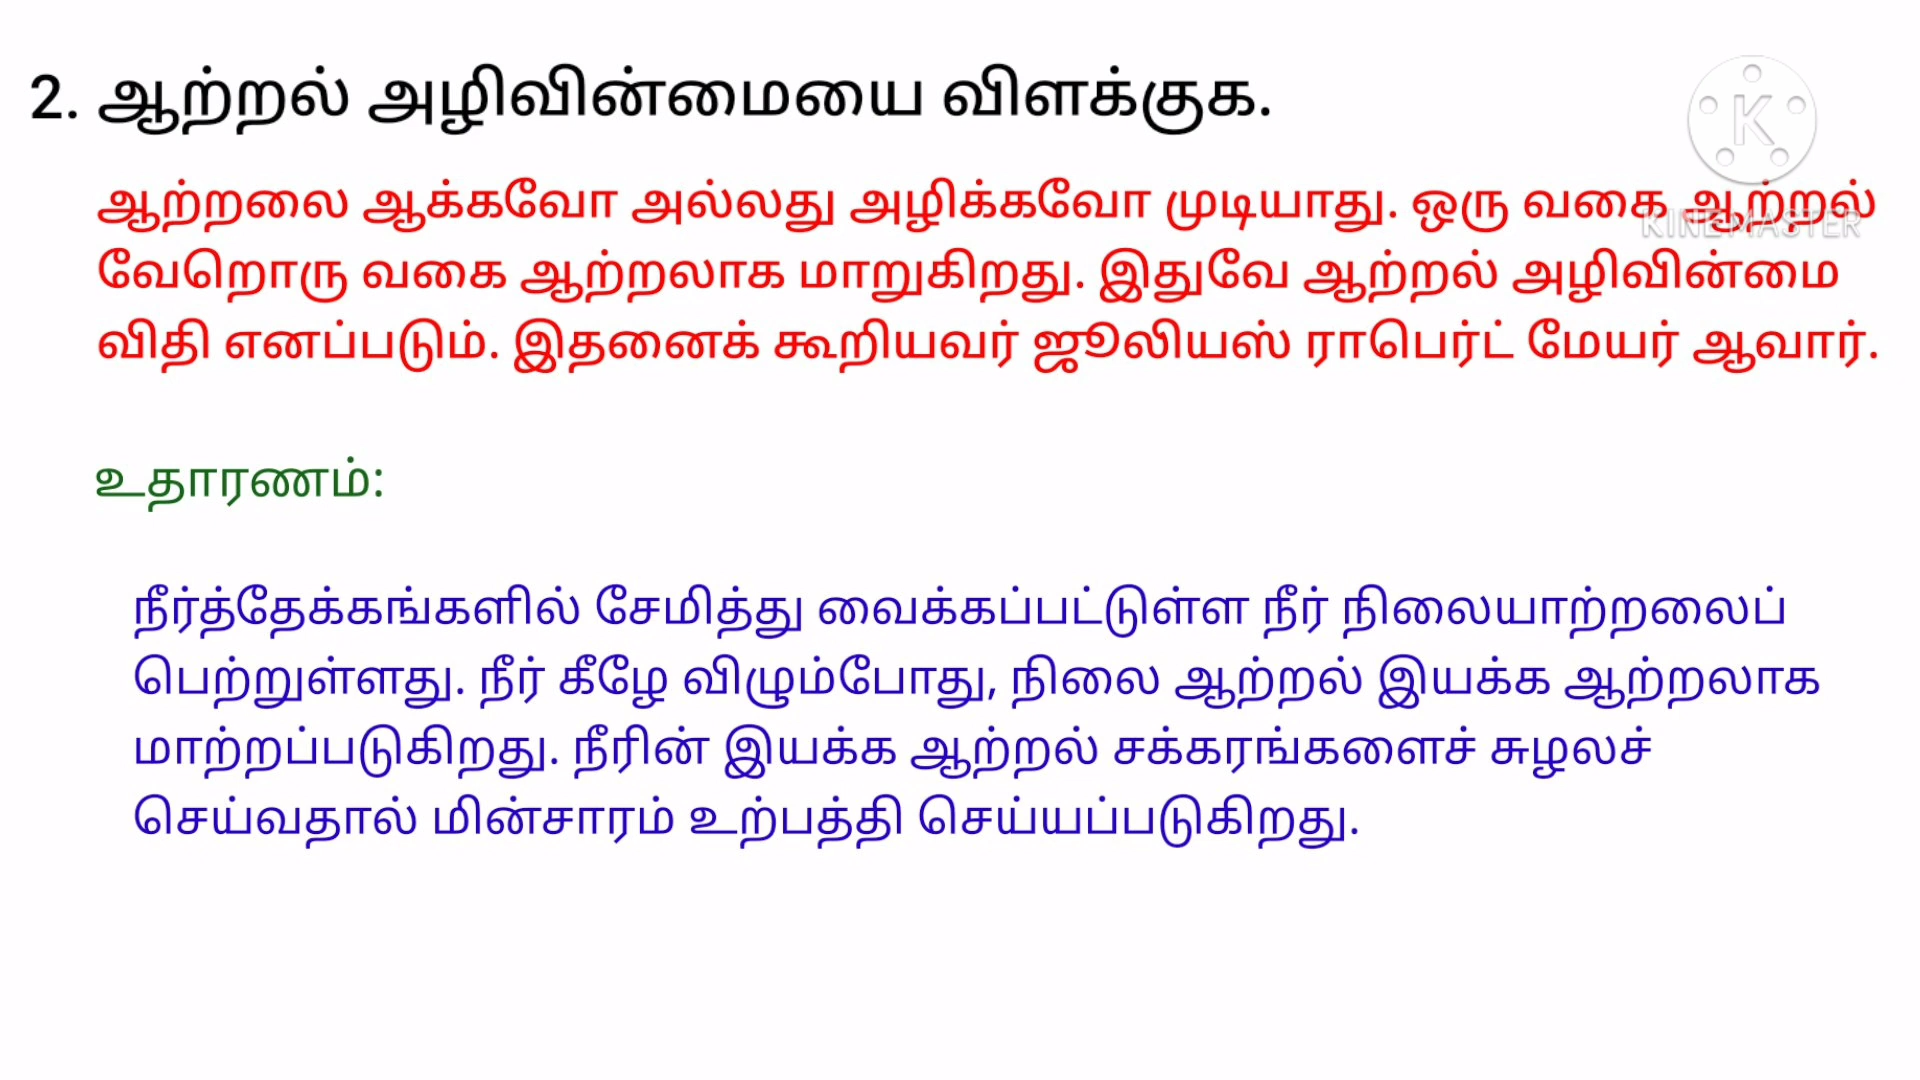 2. ஆற்றல் அழிவின்மையை விளக்குக.
K
ஆற்றலை ஆக்கவோ அல்லது அழிக்கவோ முடியாது. ஒரு வகை ஆற்றல்
KINEMASTER
வேறொரு வகை ஆற்றலாக மாறுகிறது. இதுவே ஆற்றல் அழிவின்மை
விதி எனப்படும். இதனைக் கூறியவர் ஜூலியஸ் ராபெர்ட் மேயர் ஆவார்.
உதாரணம்:
நீர்த்தேக்கங்களில் சேமித்து வைக்கப்பட்டுள்ள நீர் நிலையாற்றலைப்
பெற்றுள்ளது. நீர் கீழே விழும்போது, நிலை ஆற்றல் இயக்க ஆற்றலாக
மாற்றப்படுகிறது. நீரின் இயக்க ஆற்றல் சக்கரங்களைச் சுழலச்
செய்வதால் மின்சாரம் உற்பத்தி செய்யப்படுகிறது.